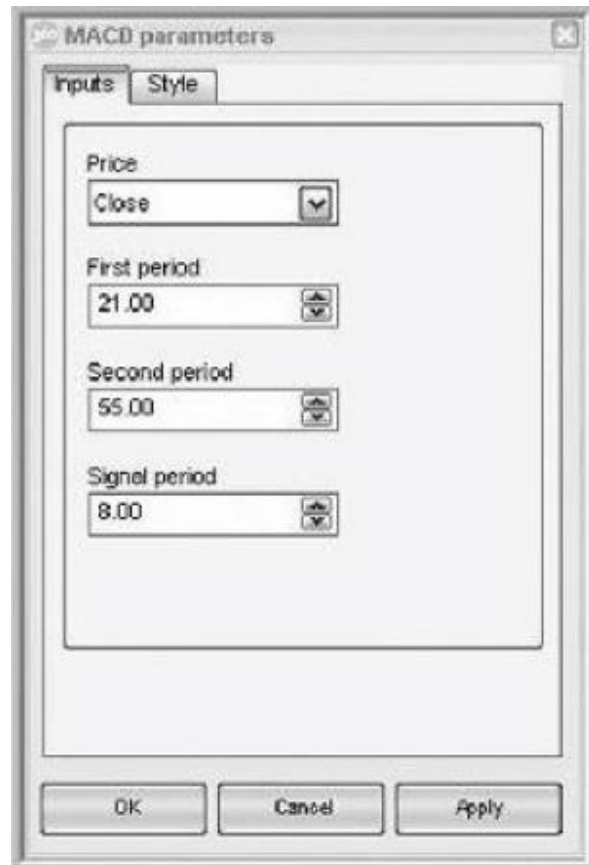 MACD parameters
Inputs Style
Price
Close
First period
21.00
Second period
55.00
Signal period
8.00
OK Cancel Apply